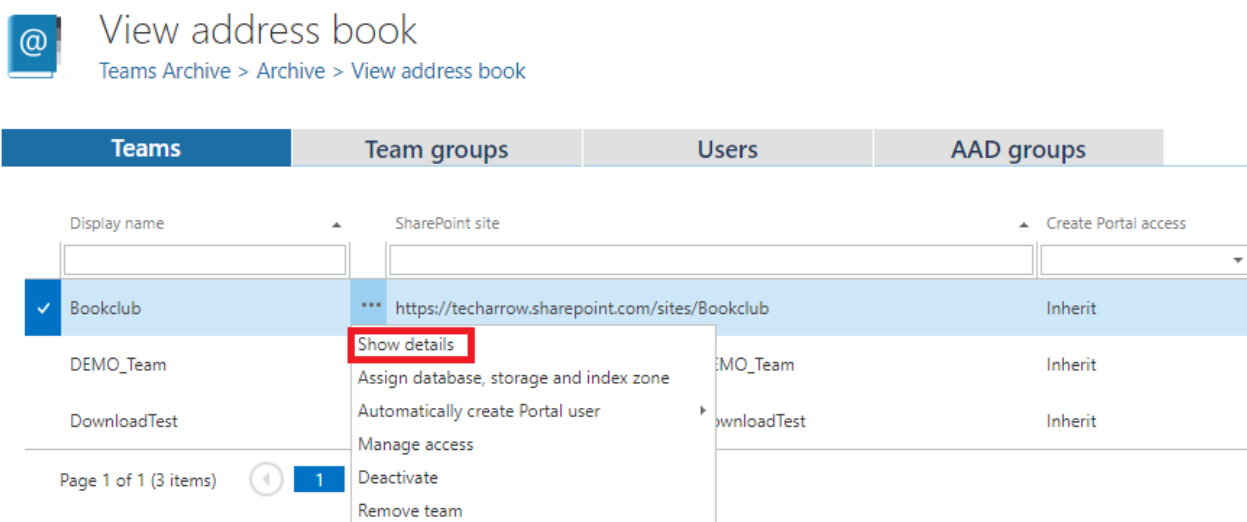 @
View address book
Teams Archive > Archive > View address book
Teams Team groups Users AAD groups
Display name SharePoint site Create Portal access
Bookclub ••• https://techarrow.sharepoint.com/sites/Bookclub Inherit
Show details
DEMO_Team Inherit
Assign database, storage and index zone
Automatically create Portal user
DownloadTest Inherit
Manage access
Page 1 of 1 (3 items) 1 Deactivate
Remove team